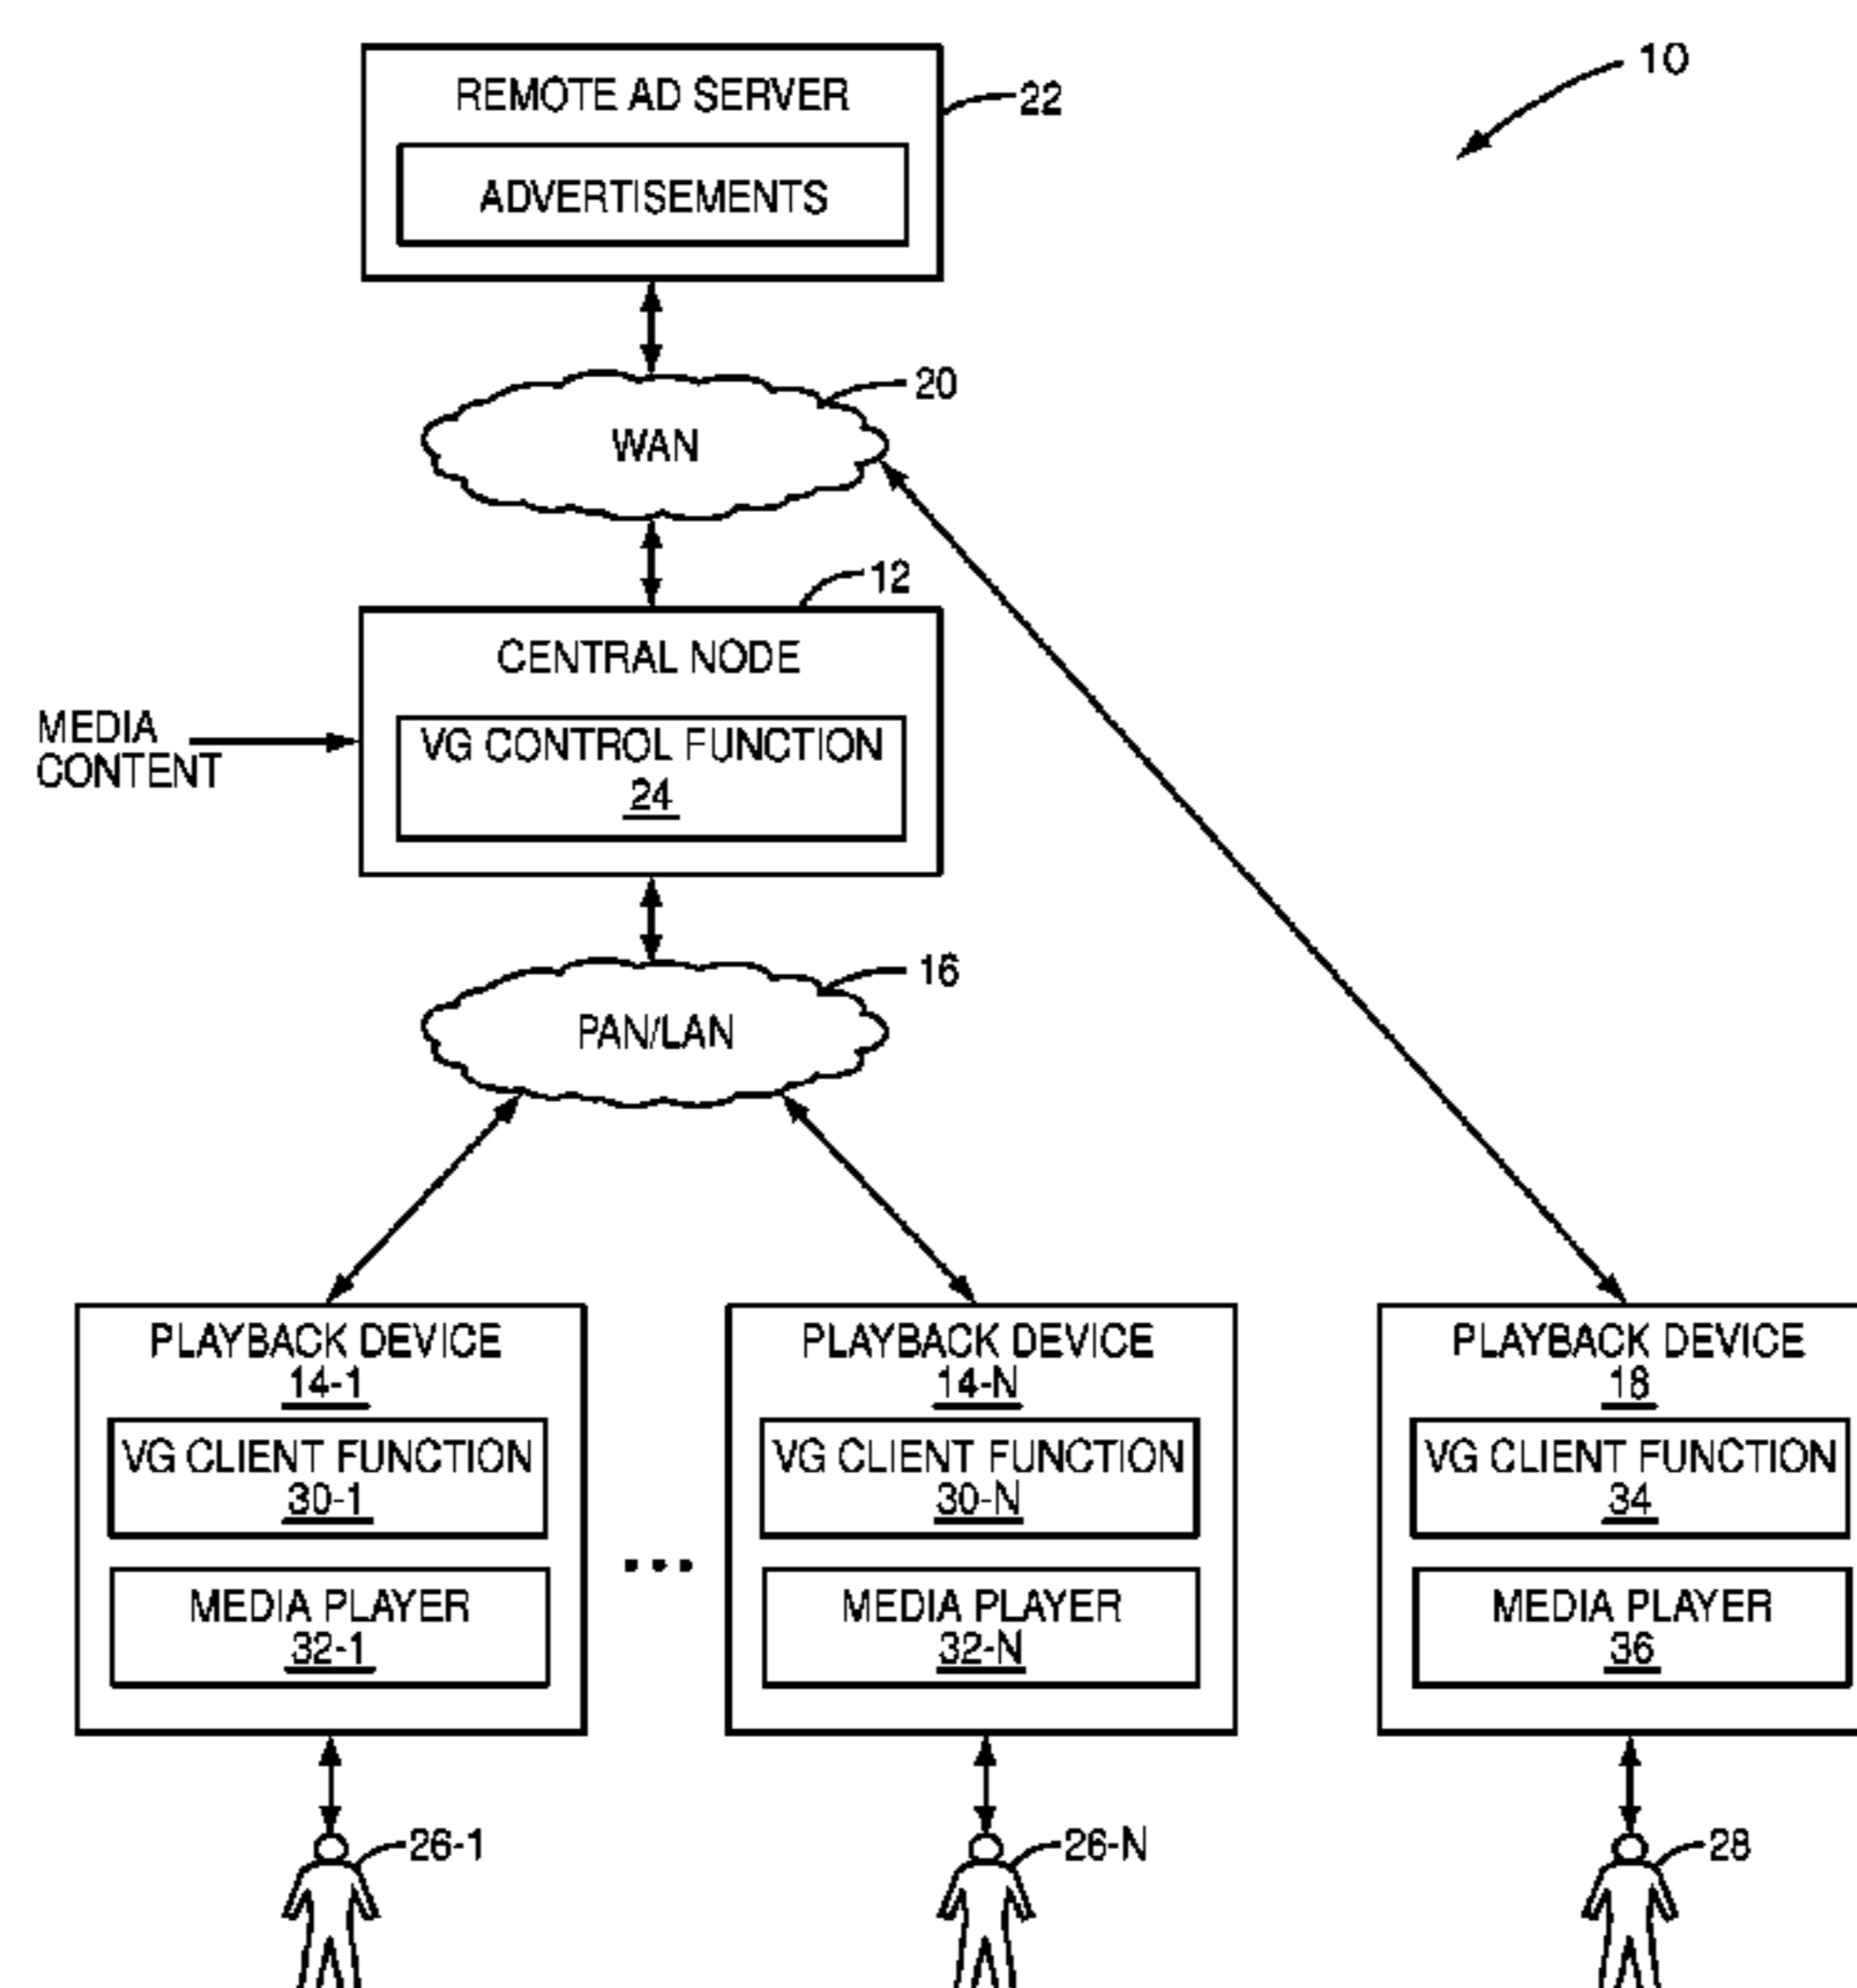 10
REMOTE AD SERVER
22
ADVERTISEMENTS
20
WAN
12
CENTRAL NODE
MEDIA
CONTENT
VG CONTROL FUNCTION
24
16
PAN/LAN
PLAYBACK DEVICE
14-1
VG CLIENT FUNCTION
30-1
MEDIA PLAYER
32-1
...
PLAYBACK DEVICE
14-N
VG CLIENT FUNCTION
30-N
MEDIA PLAYER
32-N
PLAYBACK DEVICE
18
VG CLIENT FUNCTION
34
MEDIA PLAYER
36
26-1
26-N
28